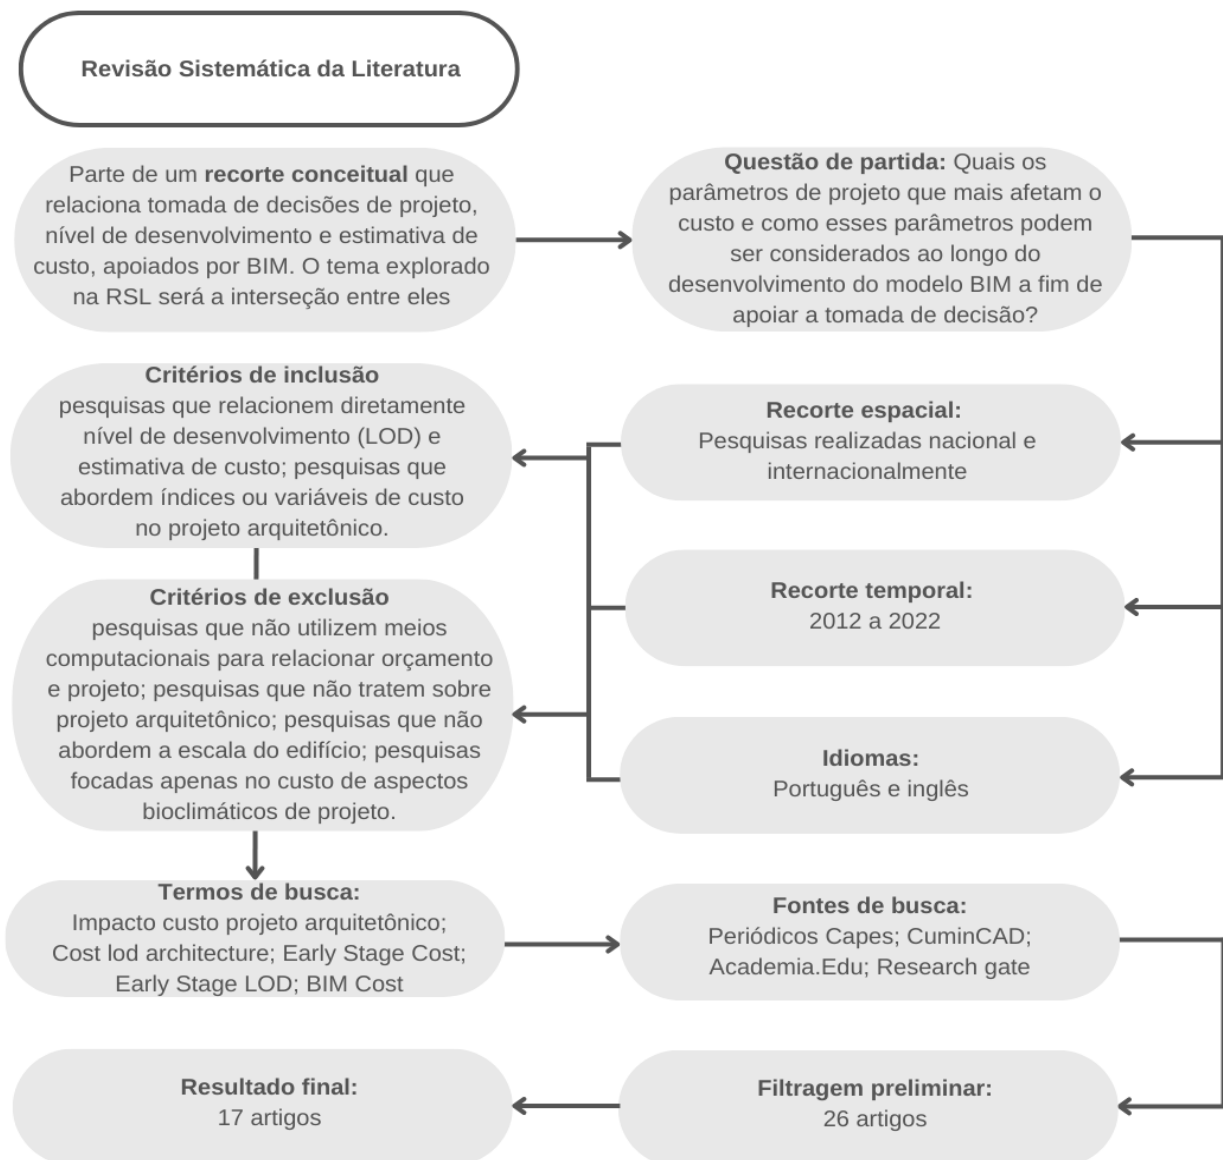 Revisão Sistemática da Literatura
Parte de um recorte conceitual que
relaciona tomada de decisões de projeto,
nível de desenvolvimento e estimativa de
custo, apoiados por BIM. O tema explorado
na RSL será a interseção entre eles
Questão de partida: Quais os
parâmetros de projeto que mais afetam o
custo e como esses parâmetros podem
ser considerados ao longo do
desenvolvimento do modelo BIM a fim de
apoiar a tomada de decisão?
Recorte espacial:
Pesquisas realizadas nacional e
internacionalmente
Recorte temporal:
2012 a 2022
Idiomas:
Português e inglês
Critérios de inclusão
pesquisas que relacionem diretamente
nível de desenvolvimento (LOD) e
estimativa de custo; pesquisas que
abordem índices ou variáveis de custo
no projeto arquitetônico.
Critérios de exclusão
pesquisas que não utilizem meios
computacionais para relacionar orçamento
e projeto; pesquisas que não tratem sobre
projeto arquitetônico; pesquisas que não
abordem a escala do edifício; pesquisas
focadas apenas no custo de aspectos
bioclimáticos de projeto.
Termos de busca:
Impacto custo projeto arquitetônico;
Cost lod architecture; Early Stage Cost;
Early Stage LOD; BIM Cost
Fontes de busca:
Periódicos Capes; CuminCAD;
Academia.Edu; Research gate
Filtragem preliminar:
26 artigos
Resultado final:
17 artigos